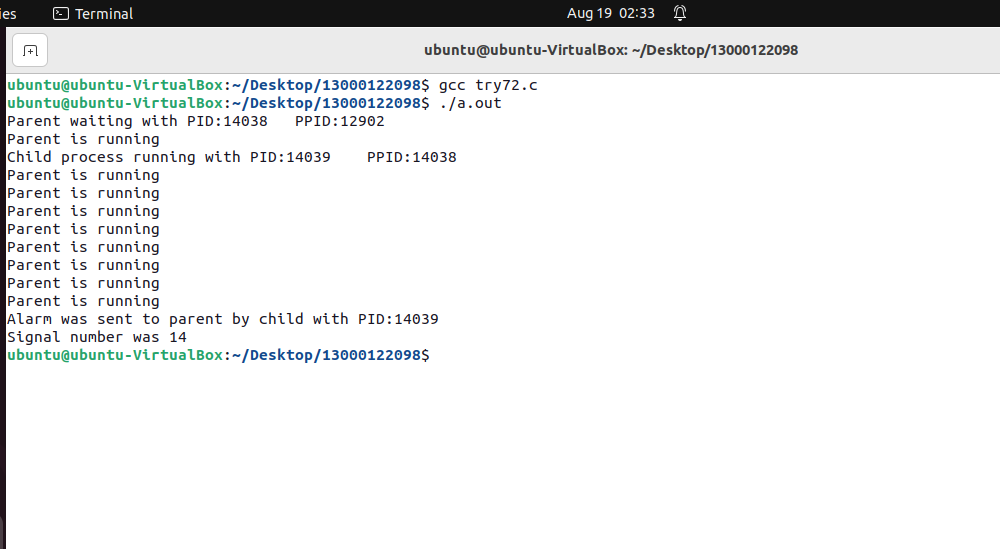 ies Terminal Aug 19 02:33
ubuntu@ubuntu-VirtualBox: ~/Desktop/13000122098
ubuntu@ubuntu-VirtualBox:~/Desktop/13000122098$ gcc try72.c
ubuntu@ubuntu-VirtualBox:~/Desktop/13000122098$ ./a.out
Parent waiting with PID:14038   PPID:12902
Parent is running
Child process running with PID:14039    PPID:14038
Parent is running
Parent is running
Parent is running
Parent is running
Parent is running
Parent is running
Parent is running
Parent is running
Alarm was sent to parent by child with PID:14039
Signal number was 14
ubuntu@ubuntu-VirtualBox:~/Desktop/13000122098$